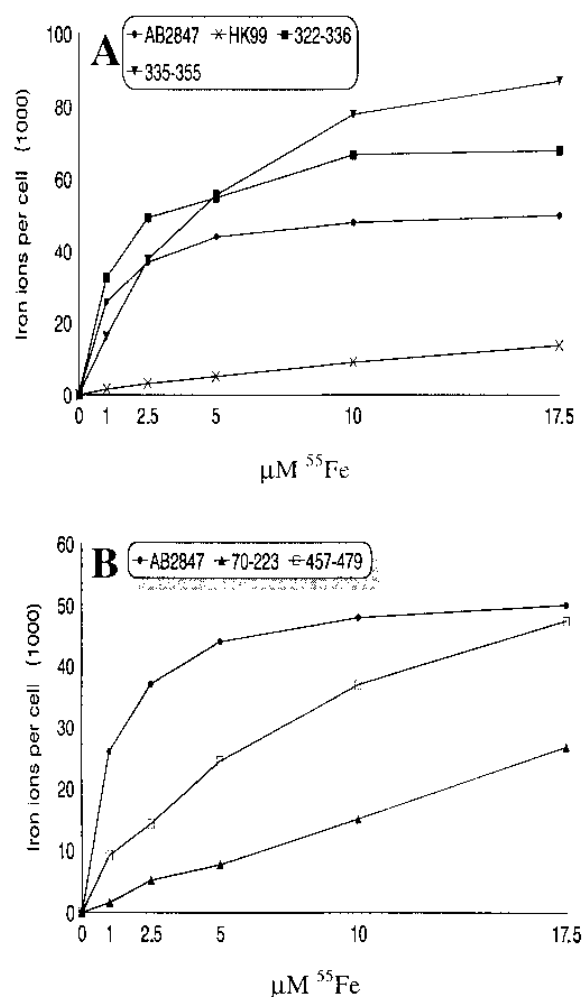 A
AB2847 HK99 322-336
335-355
Iron ions per cell (1000)
100
80
60
40
20
0
0 1 2.5 5 10 17.5
μM ⁵⁵Fe
B
AB2847 70-223 457-479
Iron ions per cell (1000)
60
50
40
30
20
10
0
0 1 2.5 5 10 17.5
μM ⁵⁵Fe